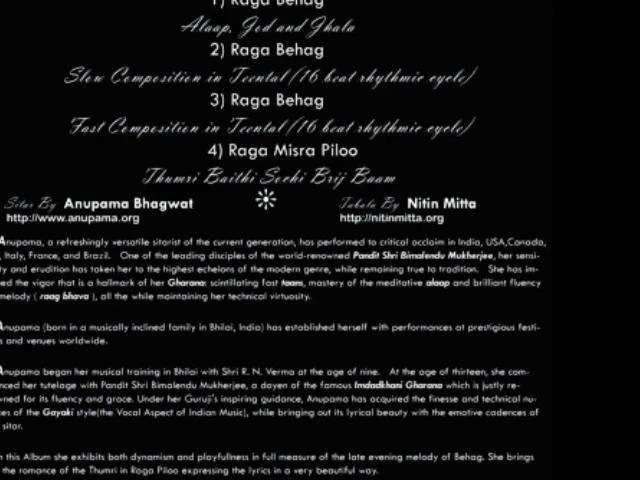 1) Raga Behag
Alaap, Jod and Jhala
2) Raga Behag
Slow Composition in Teental (16 beat rhythmic cycle)
3) Raga Behag
Fast Composition in Teental (16 beat rhythmic cycle)
4) Raga Misra Piloo
Thumri Baithi Sochi Brij Baam
Sitar By Anupama Bhagwat
Tabala By Nitin Mitta
http://www.anupama.org
http://nitinmitta.org
Anupama, a refreshingly versatile sitarist of the current generation, has performed to critical acclaim in India, USA,Canada,
, Italy, France, and Brazil. One of the leading disciples of the world-renowned Pandit Shri Bimalendu Mukherjee, her sensi-
ty and erudition has taken her to the highest echelons of the modern genre, while remaining true to tradition. She has im-
ed the vigor that is a hallmark of her Gharana: scintillating fast taans, mastery of the meditative alaap and brilliant fluency
melody ( raag bhava ), all the while maintaining her technical virtuosity.
Anupama (born in a musically inclined family in Bhilai, India) has established herself with performances at prestigious festi-
s and venues worldwide.
Anupama began her musical training in Bhilai with Shri R. N. Verma at the age of nine. At the age of thirteen, she com-
nced her tutelage with Pandit Shri Bimalendu Mukherjee, a doyen of the famous Imdadkhani Gharana which is justly re-
wned for its fluency and grace. Under her Guruji's inspiring guidance, Anupama has acquired the finesse and technical nu-
ces of the Gayaki style(the Vocal Aspect of Indian Music), while bringing out its lyrical beauty with the emotive cadences of
sitar.
n this Album she exhibits both dynamism and playfullness in full measure of the late evening melody of Behag. She brings
the romance of the Thumri in Raga Piloo expressing the lyrics in a very beautiful way.